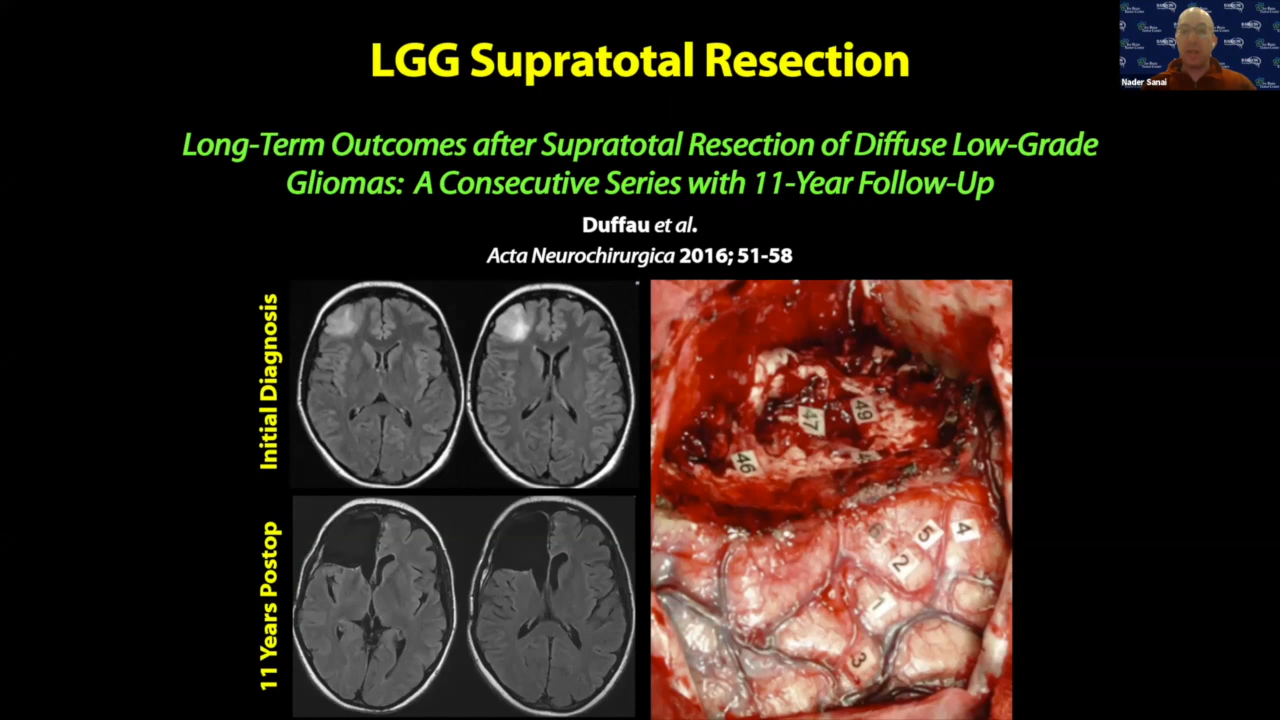 LGG Supratotal Resection
Nader Sanai
Long-Term Outcomes after Supratotal Resection of Diffuse Low-Grade
Gliomas: A Consecutive Series with 11-Year Follow-Up
Duffau et al.
Acta Neurochirurgica 2016; 51-58
Initial Diagnosis
11 Years Postop
47
49
46
5
4
2
1
3